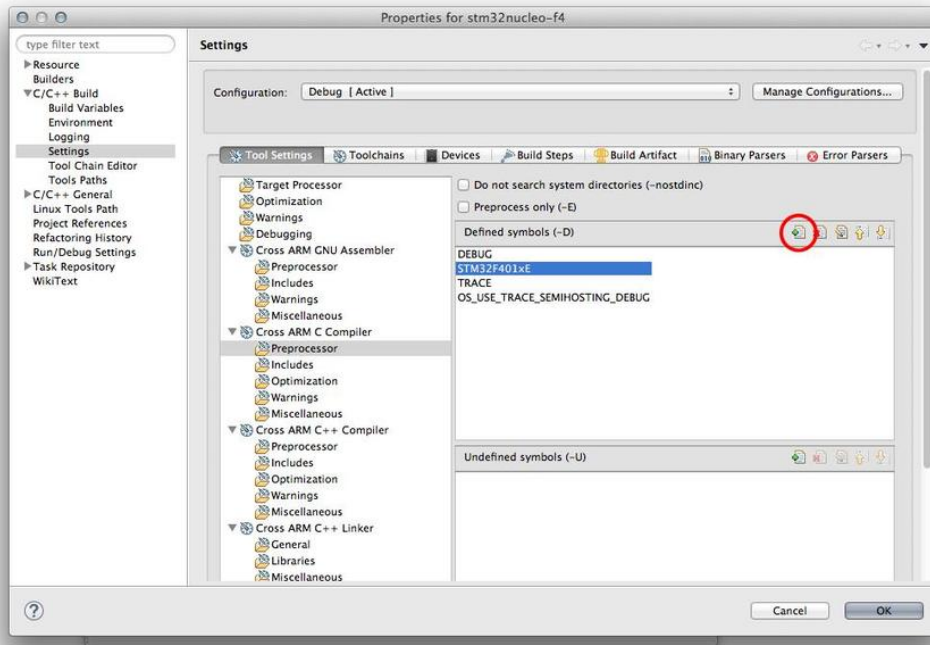 Properties for stm32nucleo-f4
type filter text
Resource
Builders
C/C++ Build
Build Variables
Environment
Logging
Settings
Tool Chain Editor
Tools Paths
C/C++ General
Linux Tools Path
Project References
Refactoring History
Run/Debug Settings
Task Repository
WikiText
Settings
Configuration: Debug [ Active ] Manage Configurations...
Tool Settings Toolchains Devices Build Steps Build Artifact Binary Parsers Error Parsers
Target Processor
Optimization
Warnings
Debugging
Cross ARM GNU Assembler
Preprocessor
Includes
Warnings
Miscellaneous
Cross ARM C Compiler
Preprocessor
Includes
Optimization
Warnings
Miscellaneous
Cross ARM C++ Compiler
Preprocessor
Includes
Optimization
Warnings
Miscellaneous
Cross ARM C++ Linker
General
Libraries
Miscellaneous
Do not search system directories (-nostdinc)
Preprocess only (-E)
Defined symbols (-D)
DEBUG
STM32F401xE
TRACE
OS_USE_TRACE_SEMIHOSTING_DEBUG
Undefined symbols (-U)
?
Cancel OK